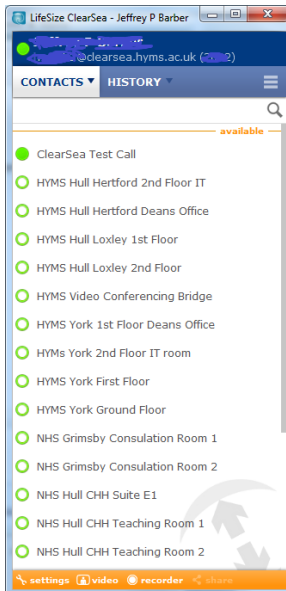 LifeSize ClearSea - Jeffrey P Barber
@clearsea.hyms.ac.uk
CONTACTS HISTORY
available
ClearSea Test Call
HYMS Hull Hertford 2nd Floor IT
HYMS Hull Hertford Deans Office
HYMS Hull Loxley 1st Floor
HYMS Hull Loxley 2nd Floor
HYMS Video Conferencing Bridge
HYMS York 1st Floor Deans Office
HYMs York 2nd Floor IT room
HYMS York First Floor
HYMS York Ground Floor
NHS Grimsby Consulation Room 1
NHS Grimsby Consulation Room 2
NHS Hull CHH Suite E1
NHS Hull CHH Teaching Room 1
NHS Hull CHH Teaching Room 2
settings video recorder share